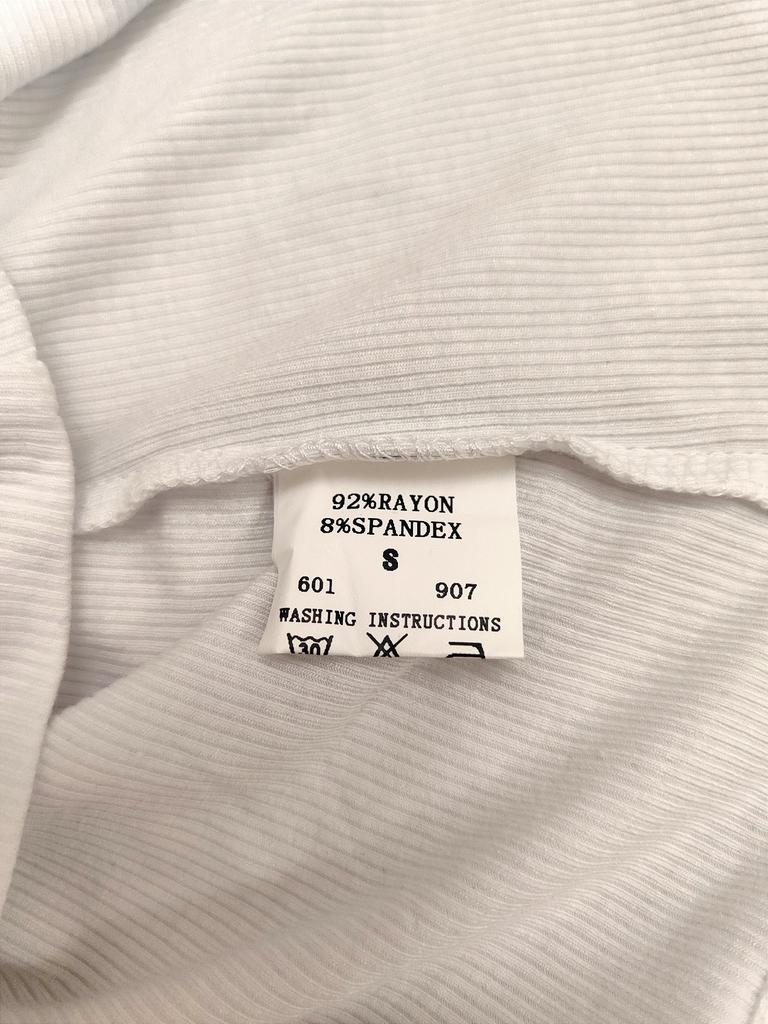 92%RAYON
8%SPANDEX
S
601 907
WASHING INSTRUCTIONS
30